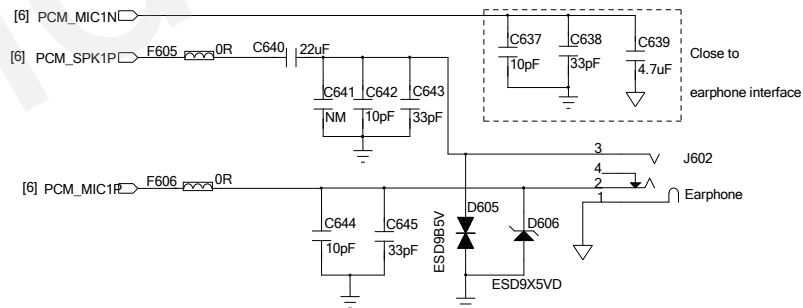 [6] PCM_MIC1N
[6] PCM_SPK1P F605 0R C640 22uF
C637 10pF
C638 33pF
C639 4.7uF
Close to
earphone interface
C641 NM
C642 10pF
C643 33pF
3
J602
4
2
1
Earphone
[6] PCM_MIC1P F606 0R
C644 10pF
C645 33pF
D605
ESD9B5V
D606
ESD9X5VD